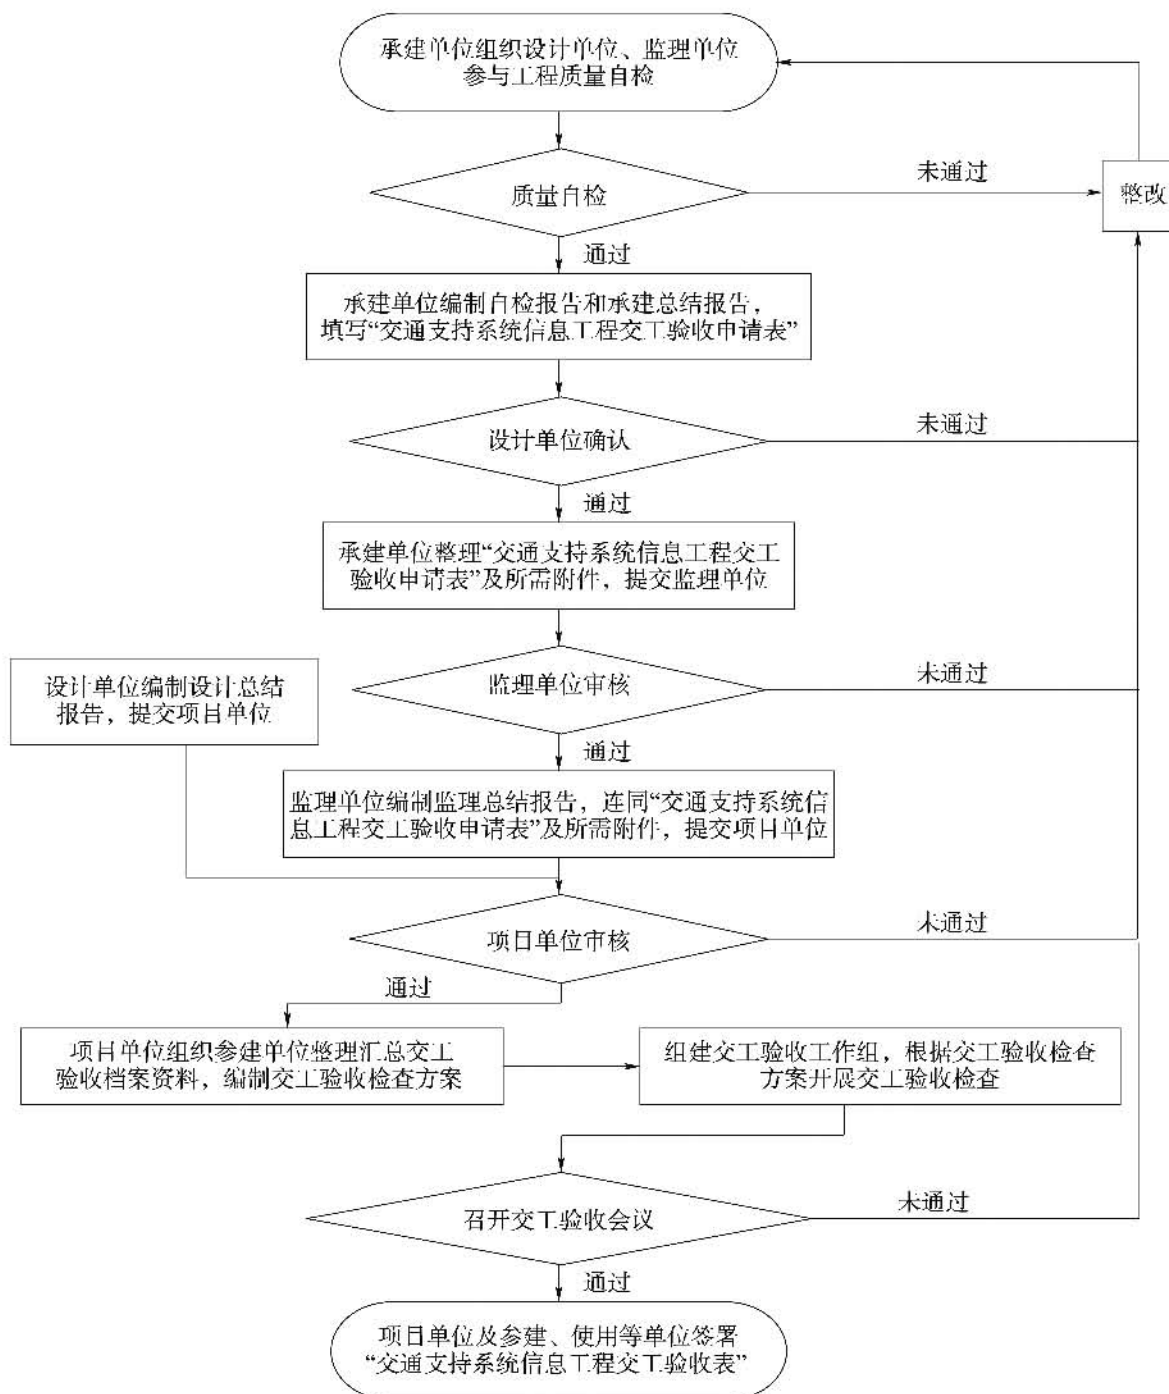 承建单位组织设计单位、监理单位
参与工程质量自检
质量自检
未通过
整改
通过
承建单位编制自检报告和承建总结报告，
填写“交通支持系统信息工程交工验收申请表”
设计单位确认
未通过
通过
承建单位整理“交通支持系统信息工程交工
验收申请表”及所需附件，提交监理单位
监理单位审核
未通过
设计单位编制设计总结
报告，提交项目单位
通过
监理单位编制监理总结报告，连同“交通支持系统信
息工程交工验收申请表”及所需附件，提交项目单位
项目单位审核
未通过
通过
项目单位组织参建单位整理汇总交工
验收档案资料，编制交工验收检查方案
组建交工验收工作组，根据交工验收检查
方案开展交工验收检查
召开交工验收会议
未通过
通过
项目单位及参建、使用等单位签署
“交通支持系统信息工程交工验收表”